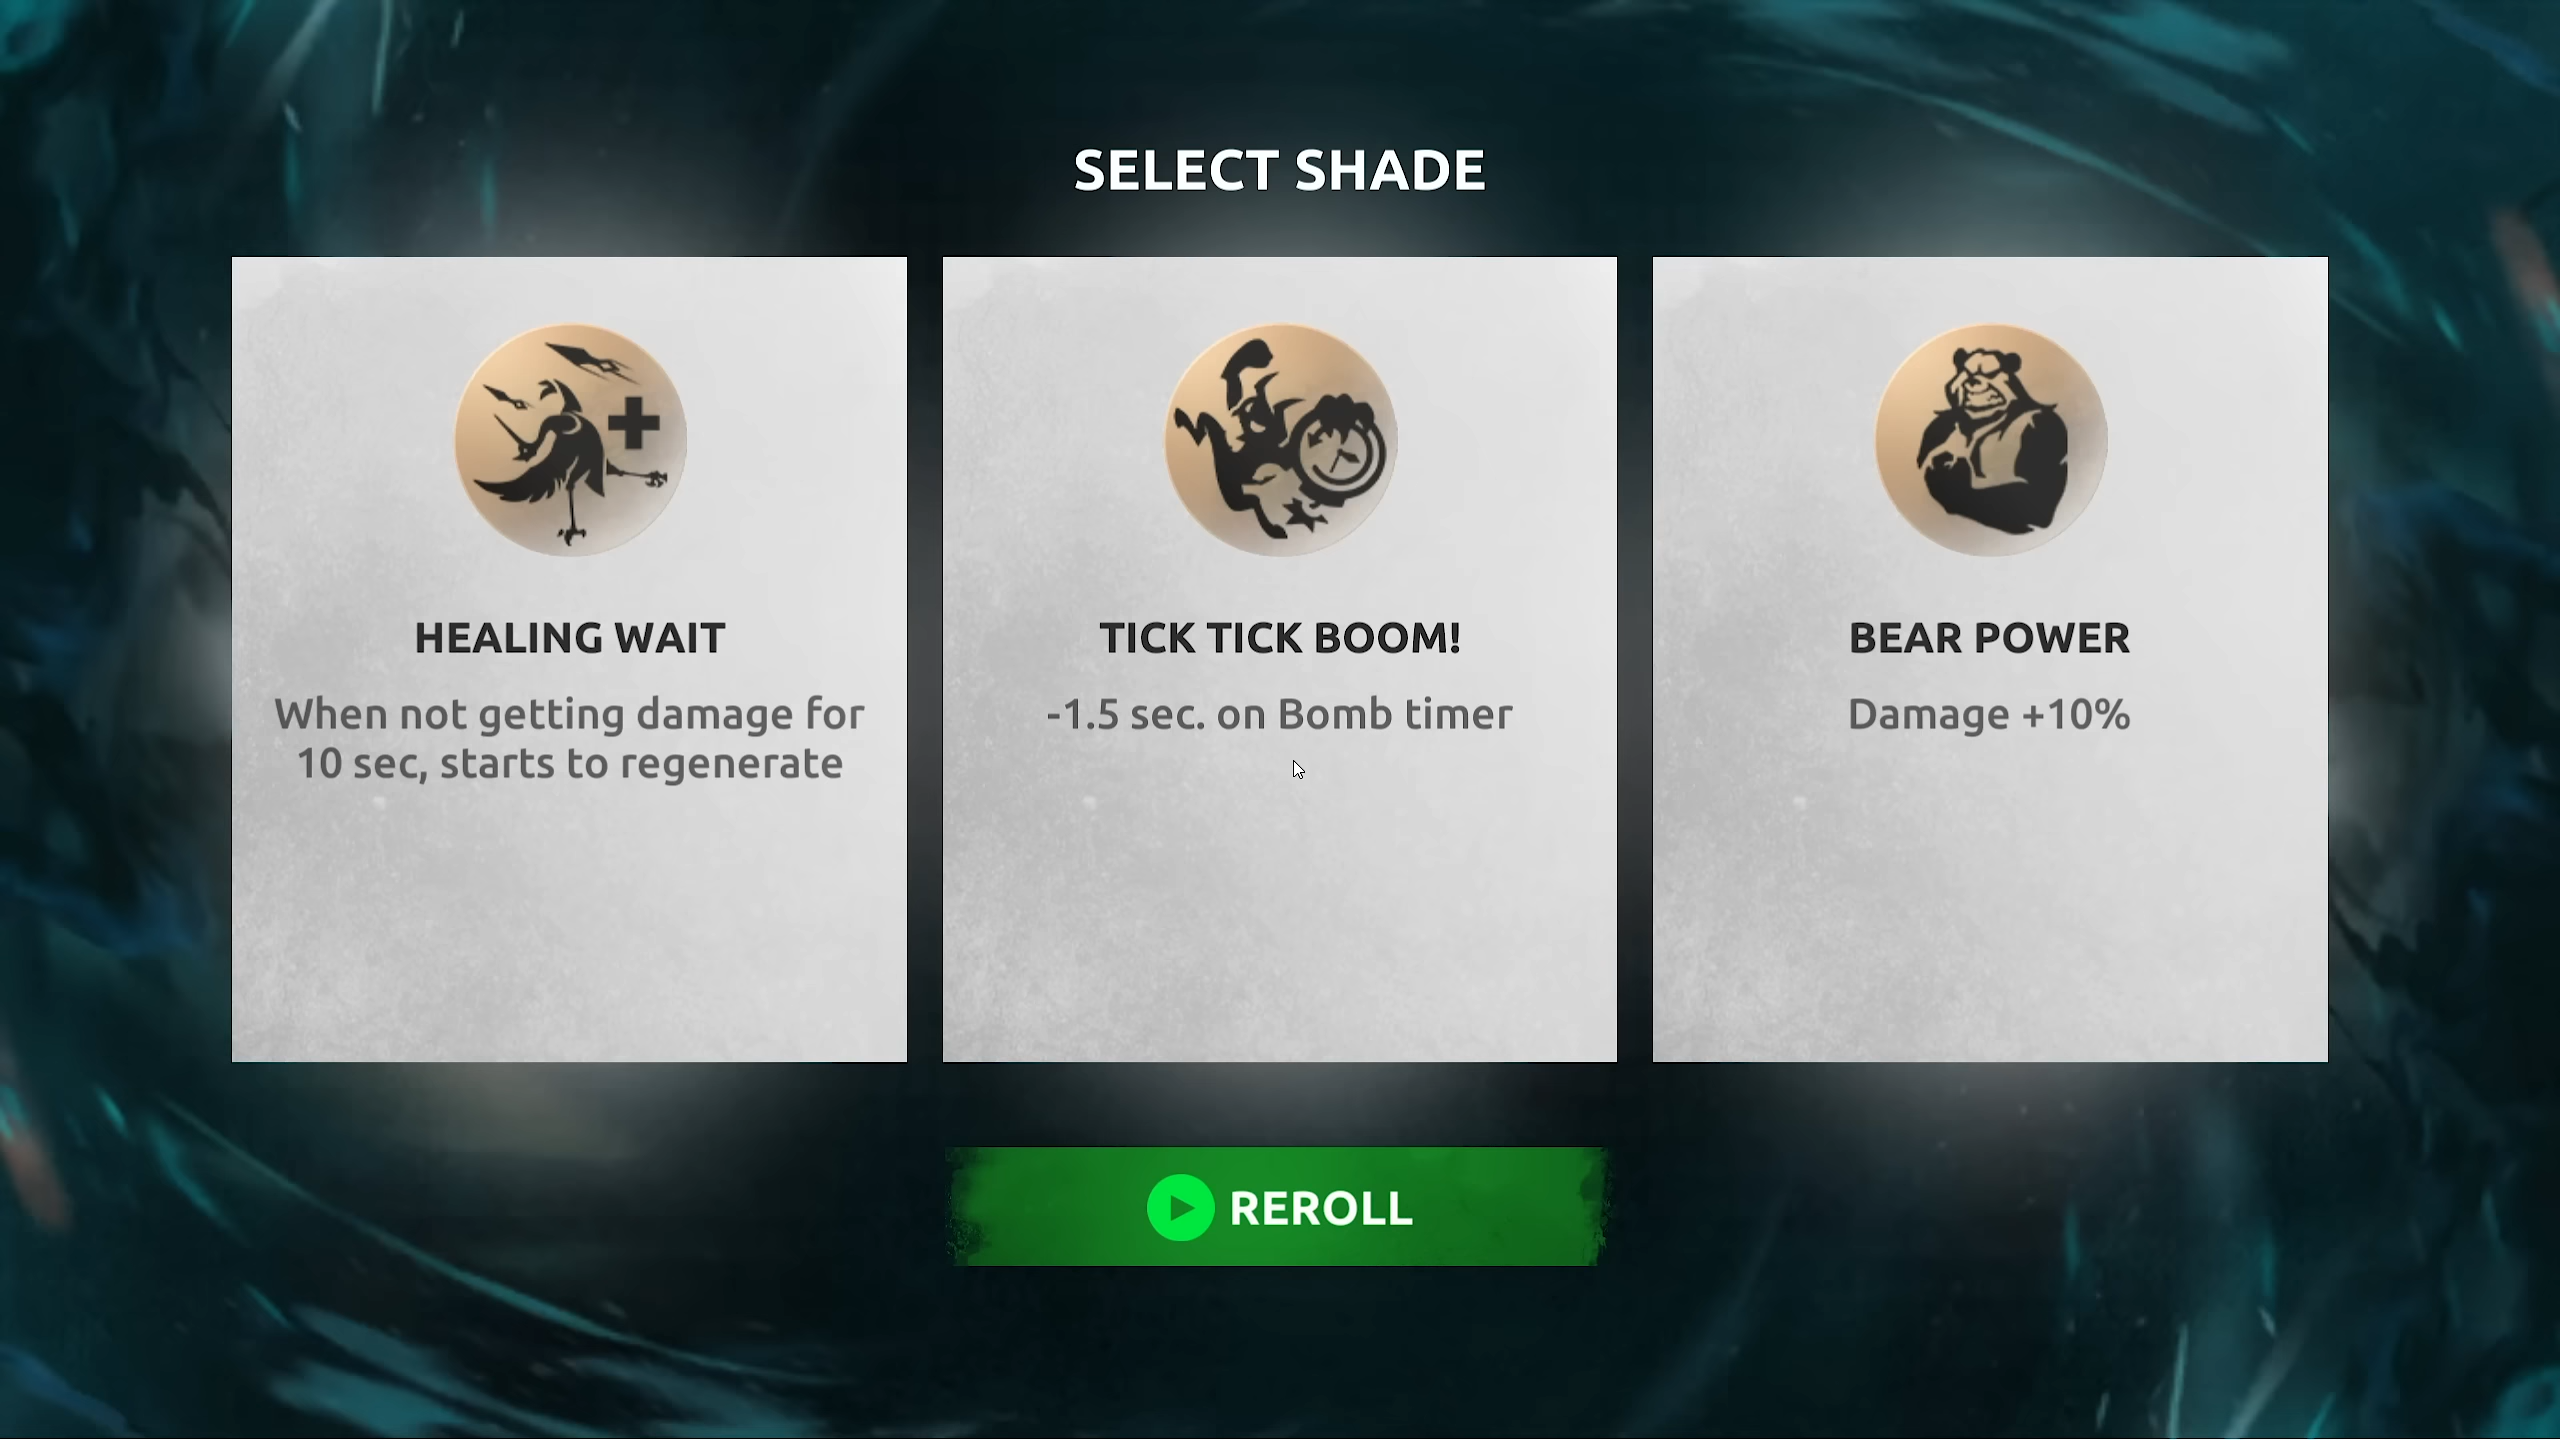 SELECT SHADE
HEALING WAIT
When not getting damage for
10 sec, starts to regenerate
TICK TICK BOOM!
-1.5 sec. on Bomb timer
BEAR POWER
Damage +10%
REROLL